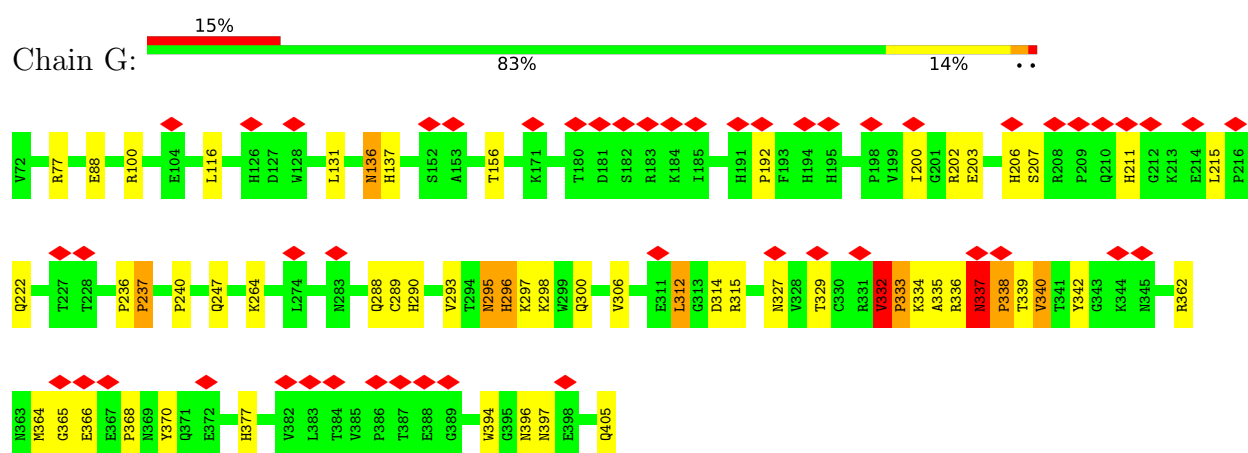 15%
Chain G:
83% 14% • •
V72 R77 E88 R100 E104 L116 H126 D127 W128 L131 N136 H137 S152 A153 T156 K171 T180 D181 S182 R183 K184 I185 H191 P192 F193 H194 H195 P198 V199 I200 G201 R202 E203 H206 S207 R208 P209 Q210 H211 G212 K213 E214 L215 P216
Q222 T227 T228 P236 P237 P240 Q247 K264 L274 N283 Q288 C289 H290 V293 T294 N295 H296 K297 K298 W299 Q300 V306 E311 L312 G313 D314 R315 N327 V328 T329 C330 R331 V332 P333 K334 A335 R336 N337 P338 T339 V340 T341 Y342 G343 K344 N345 R362
N363 M364 G365 E366 E367 P368 N369 Y370 Q371 E372 H377 V382 L383 T384 V385 P386 T387 E388 G389 W394 G395 N396 N397 E398 Q405